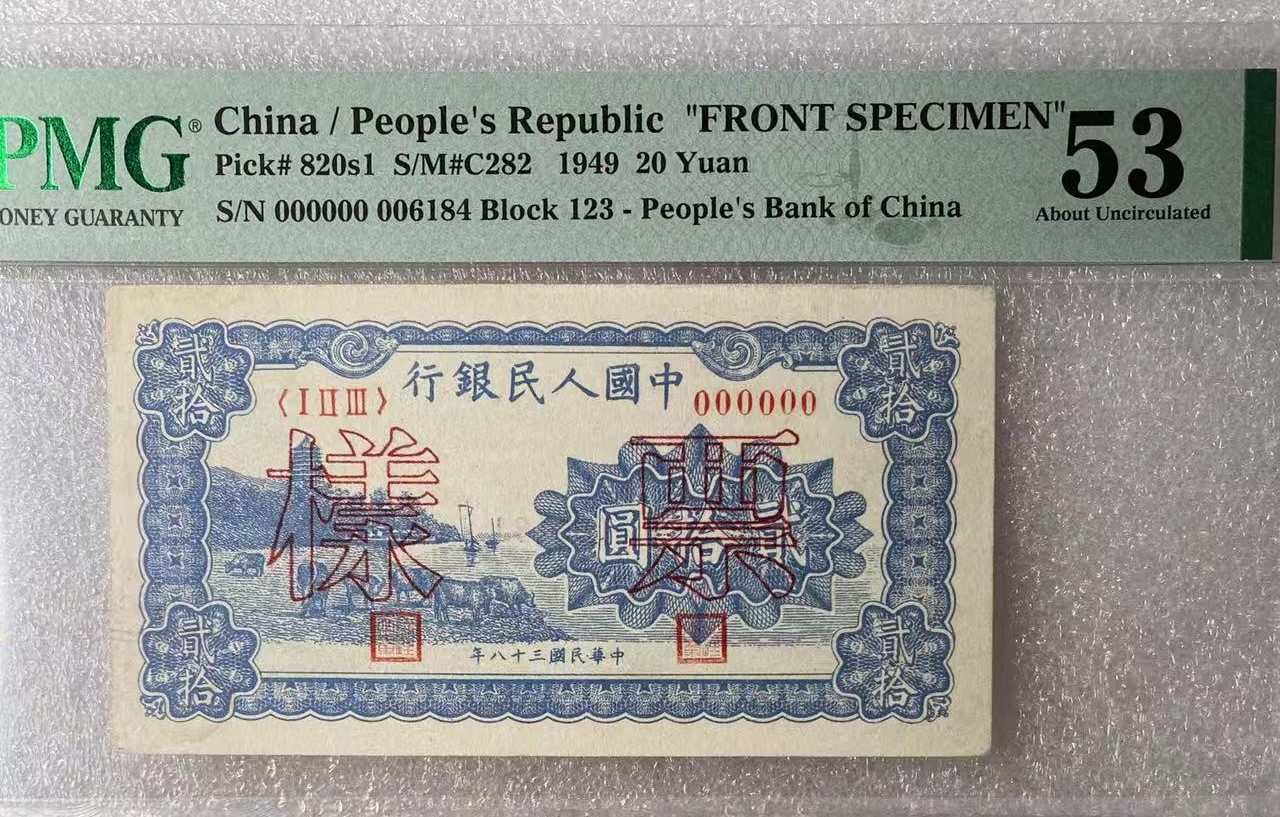 PMG® China / People's Republic "FRONT SPECIMEN" 53
Pick# 820s1 S/M#C282 1949 20 Yuan
ONEY GUARANTY S/N 000000 006184 Block 123 - People's Bank of China About Uncirculated
貳拾
貳拾
行銀民人國中
〈I II III〉
000000
樣
票
圓拾貳
年八十三國民華中
貳拾
貳拾